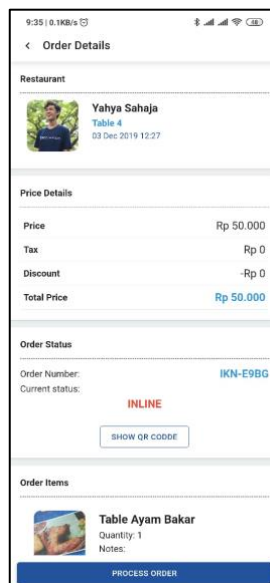 9:35 | 0.1KB/s
48
Order Details
Restaurant
Yahya Sahaja
Table 4
03 Dec 2019 12:27
Price Details
Price Rp 50.000
Tax Rp 0
Discount -Rp 0
Total Price Rp 50.000
Order Status
Order Number: IKN-E9BG
Current status:
INLINE
SHOW QR CODDE
Order Items
Table Ayam Bakar
Quantity: 1
Notes:
PROCESS ORDER